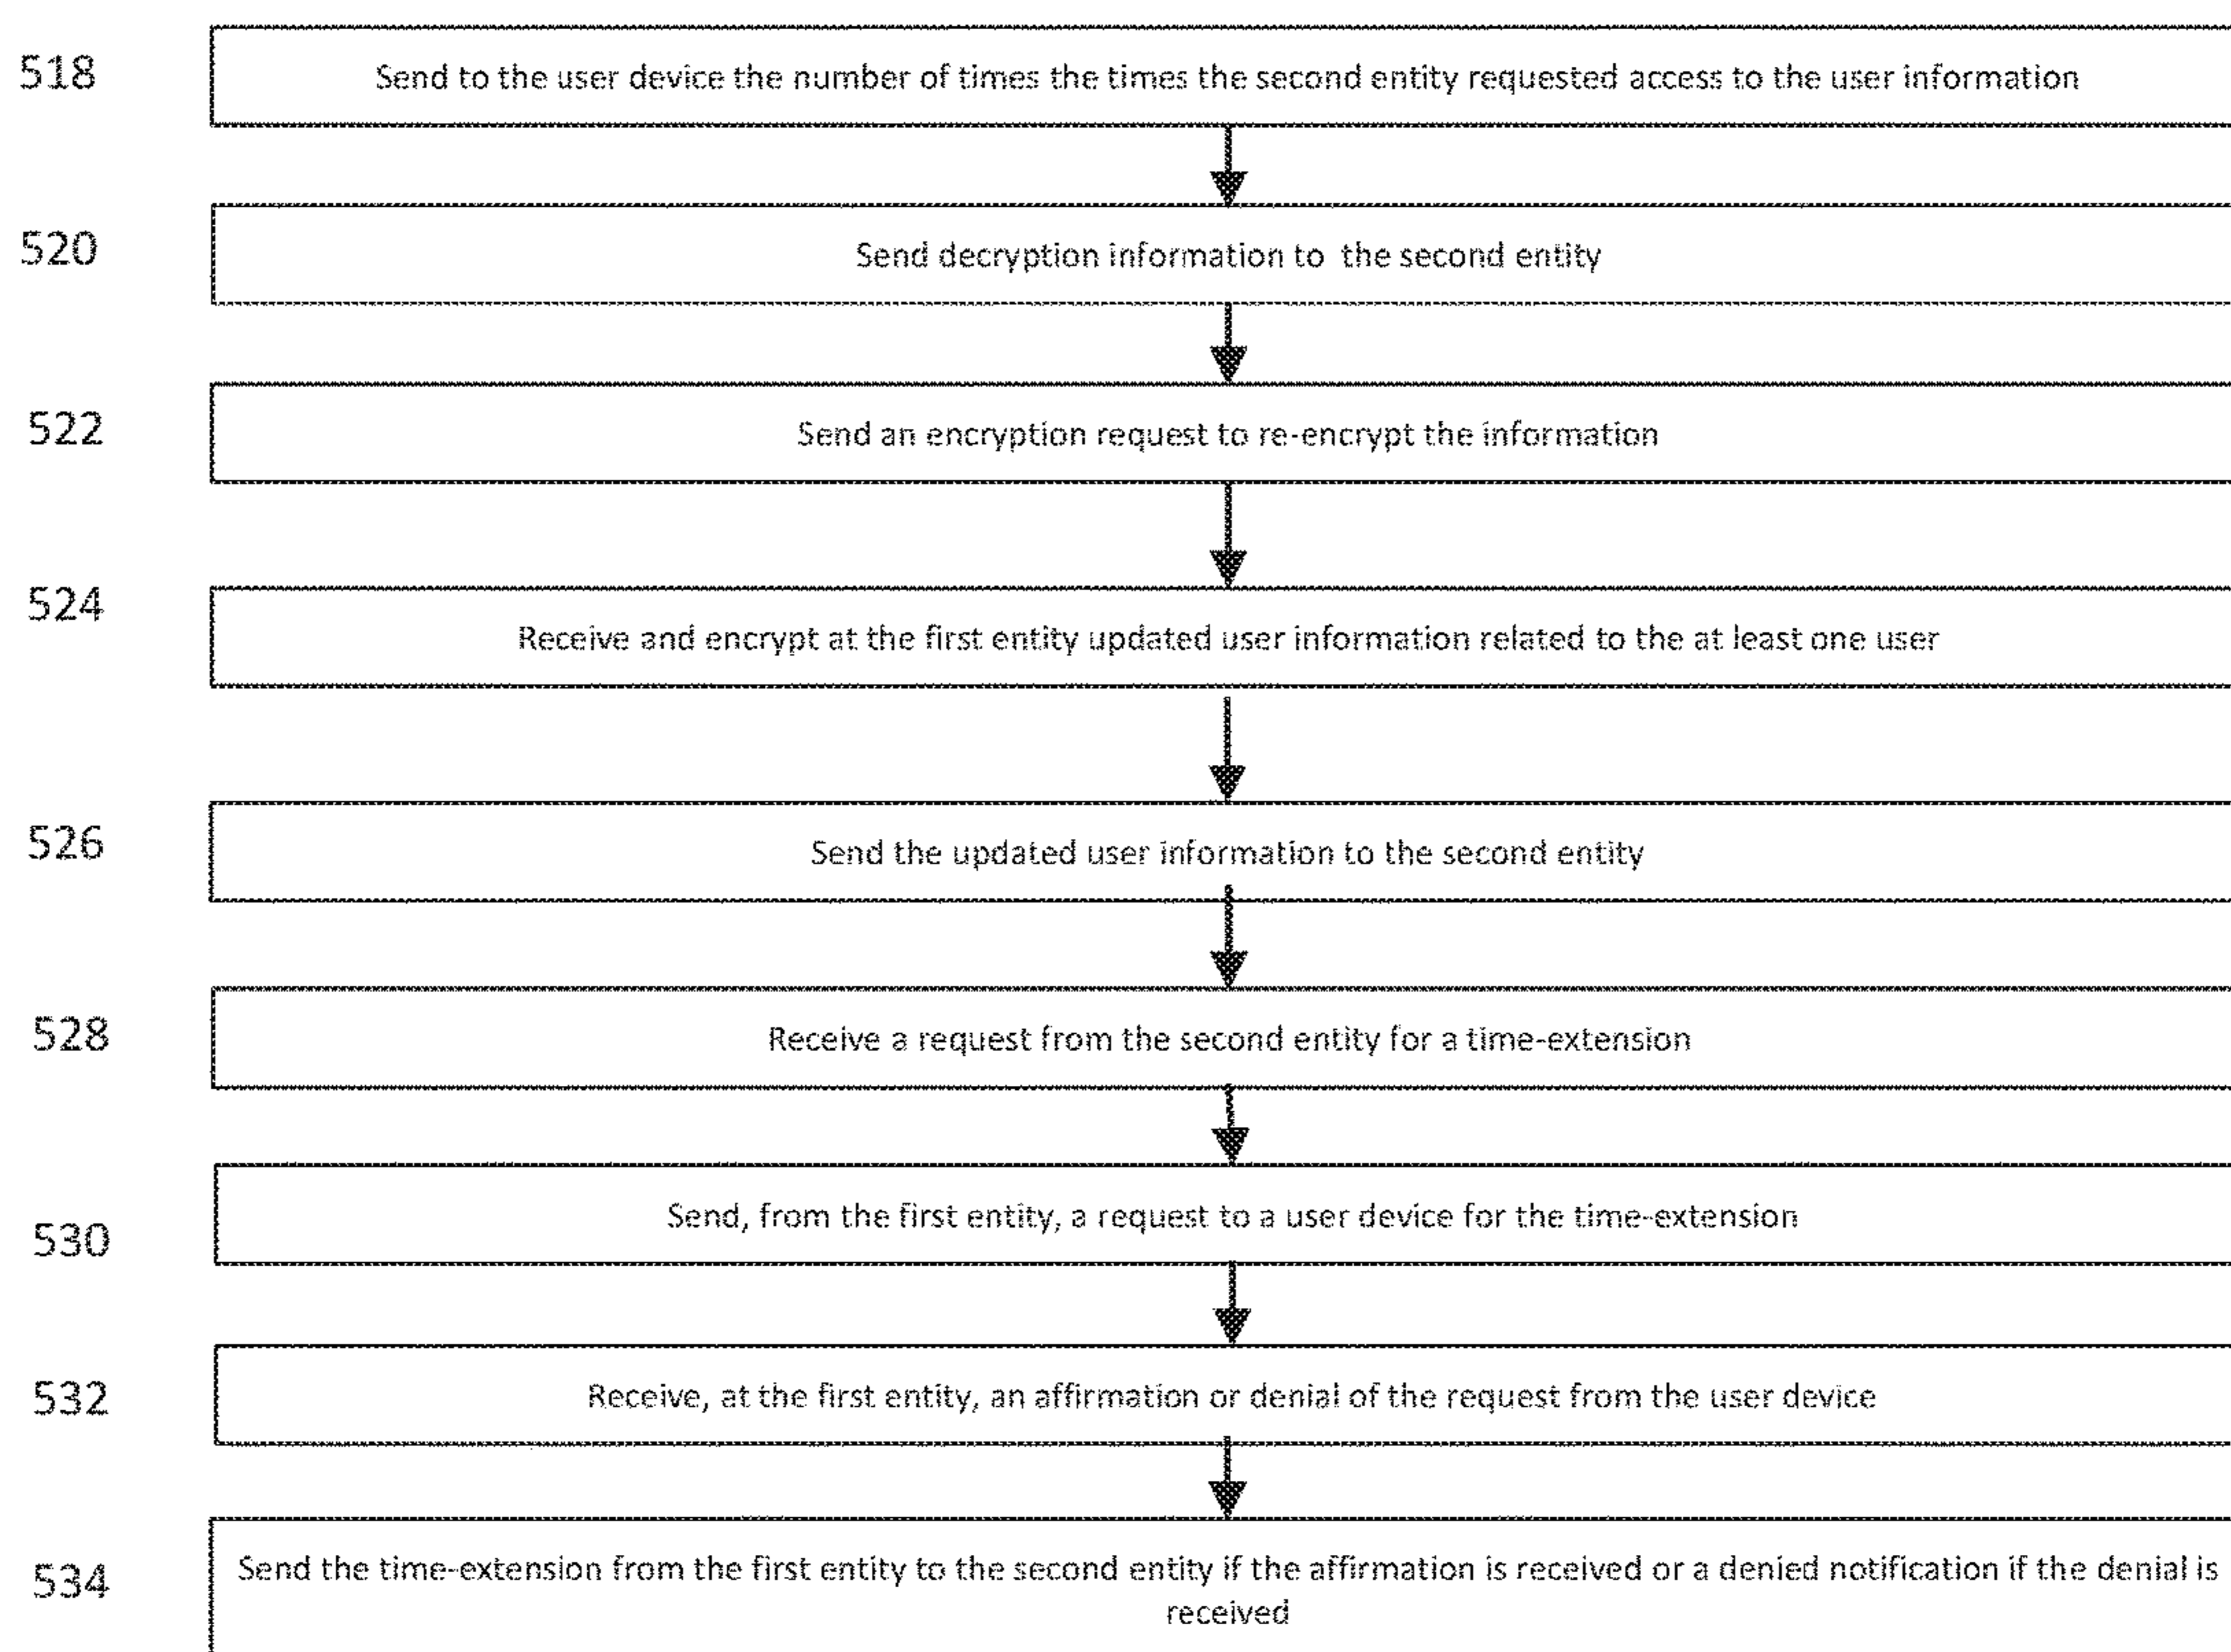 518
Send to the user device the number of times the times the second entity requested access to the user information
520
Send decryption information to the second entity
522
Send an encryption request to re-encrypt the information
524
Receive and encrypt at the first entity updated user information related to the at least one user
526
Send the updated user information to the second entity
528
Receive a request from the second entity for a time-extension
530
Send, from the first entity, a request to a user device for the time-extension
532
Receive, at the first entity, an affirmation or denial of the request from the user device
534
Send the time-extension from the first entity to the second entity if the affirmation is received or a denied notification if the denial is
received